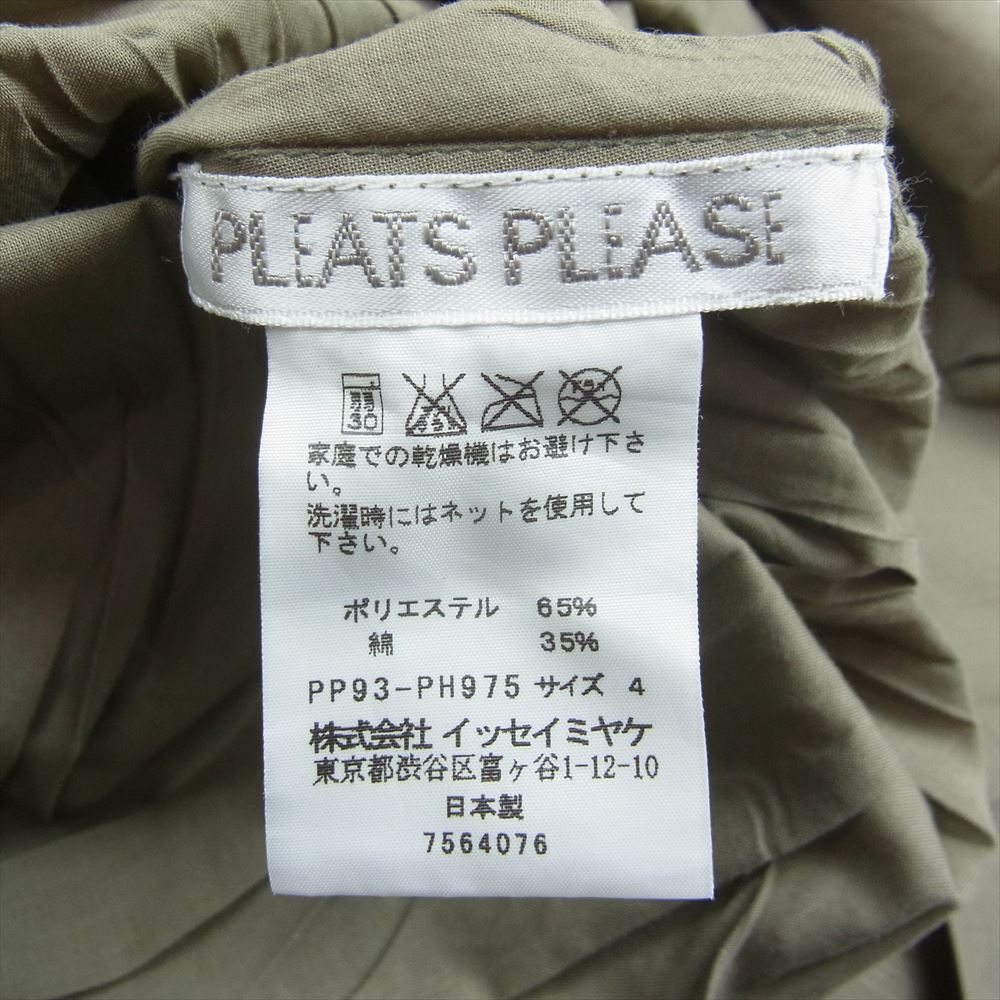 PLEATS PLEASE
弱
30
家庭での乾燥機はお避け下さ
い。
洗濯時にはネットを使用して
下さい。
ポリエステル 65%
綿 35%
PP93-PH975 サイズ 4
株式会社 イッセイミヤケ
東京都渋谷区富ヶ谷1-12-10
日本製
7564076